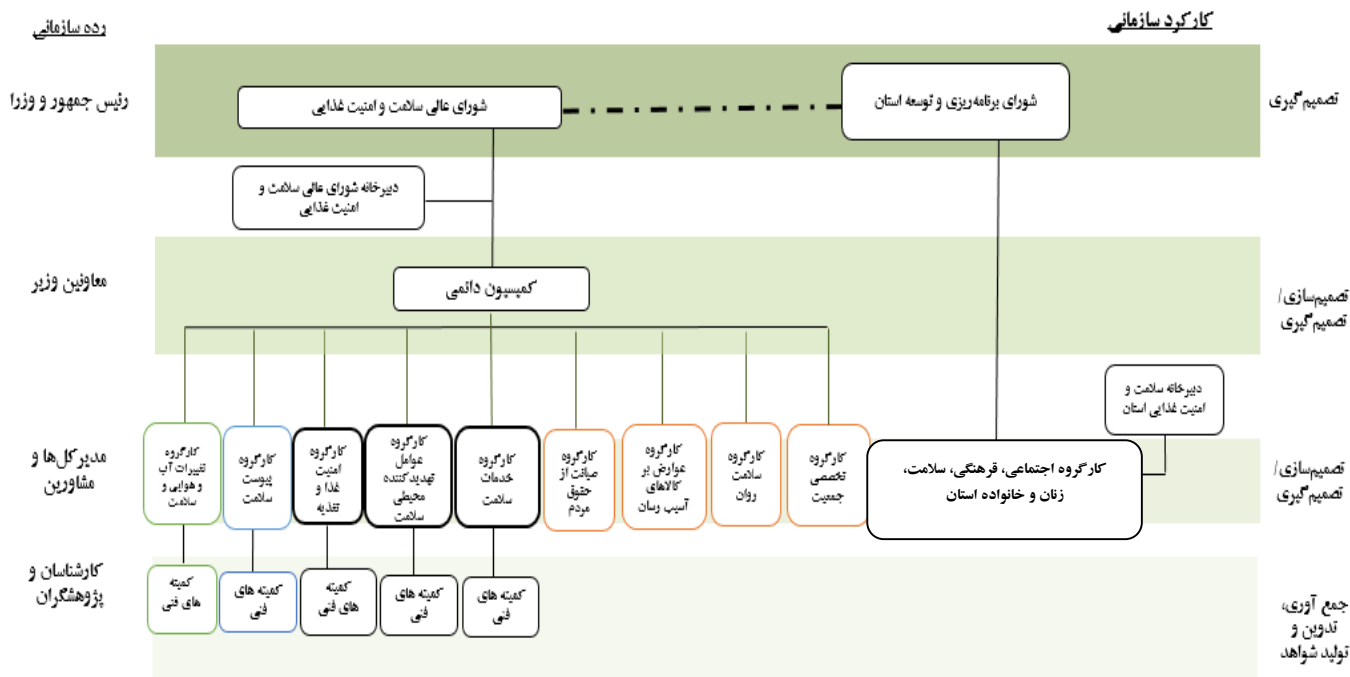 کارکرد سازمانی
رده سازمانی
تصمیم‌گیری
شورای برنامه‌ریزی و توسعه استان
شورای عالی سلامت و امنیت غذایی
رئیس جمهور و وزرا
دبیرخانه شورای عالی سلامت و
امنیت غذایی
تصمیم‌سازی/
تصمیم‌گیری
کمیسیون دائمی
معاونین وزیر
دبیرخانه سلامت و
امنیت غذایی استان
تصمیم‌سازی/
تصمیم‌گیری
کارگروه اجتماعی، فرهنگی، سلامت،
زنان و خانواده استان
کارگروه
تخصصی
جمعیت
کارگروه
سلامت
روان
کارگروه
عوارض بر
کالاهای
آسیب رسان
کارگروه
صیانت از
حقوق
مردم
کارگروه
خدمات
سلامت
کارگروه
عوامل
تهدیدکننده
محیطی
سلامت
کارگروه
امنیت
غذا و
تغذیه
کارگروه
پیوست
سلامت
کارگروه
تغییرات آب
و هوایی و
سلامت
مدیرکل‌ها و
مشاورین
جمع آوری،
تدوین و
تولید شواهد
کمیته های
فنی
کمیته های
فنی
کمیته
های فنی
کمیته های
فنی
کمیته
های فنی
کارشناسان و
پژوهشگران